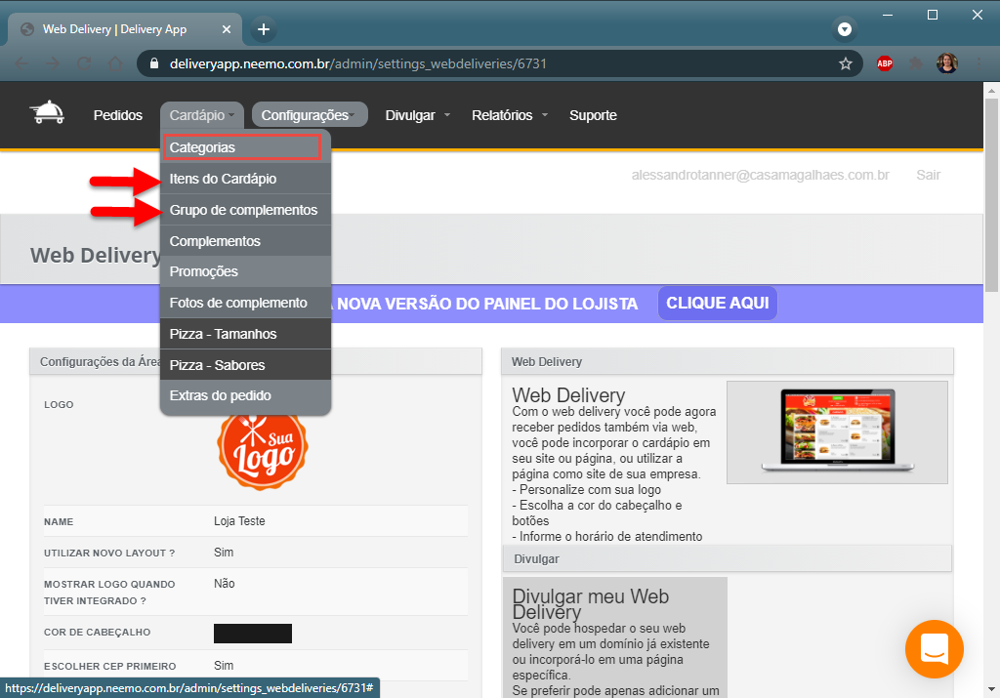 Web Delivery | Delivery App
deliveryapp.neemo.com.br/admin/settings_webdeliveries/6731
ABP
Pedidos
Cardápio
Configurações
Divulgar
Relatórios
Suporte
Categorias
Itens do Cardápio
Grupo de complementos
Complementos
Promoções
Fotos de complemento
Pizza - Tamanhos
Pizza - Sabores
Extras do pedido
alessandrotanner@casamagalhaes.com.br
Sair
Web Delivery
NOVA VERSÃO DO PAINEL DO LOJISTA
CLIQUE AQUI
Configurações da Área
LOGO
Sua
Logo
NAME
Loja Teste
UTILIZAR NOVO LAYOUT ?
Sim
MOSTRAR LOGO QUANDO
TIVER INTEGRADO ?
Não
COR DE CABEÇALHO
ESCOLHER CEP PRIMEIRO
Sim
Web Delivery
Web Delivery
Com o web delivery você pode agora
receber pedidos também via web,
você pode incorporar o cardápio em
seu site ou página, ou utilizar a
página como site de sua empresa.
- Personalize com sua logo
- Escolha a cor do cabeçalho e
botões
- Informe o horário de atendimento
Divulgar
Divulgar meu Web
Delivery
Você pode hospedar o seu web
delivery em um domínio já existente
ou incorporá-lo em uma página
específica.
Se preferir pode apenas adicionar um
https://deliveryapp.neemo.com.br/admin/settings_webdeliveries/6731#